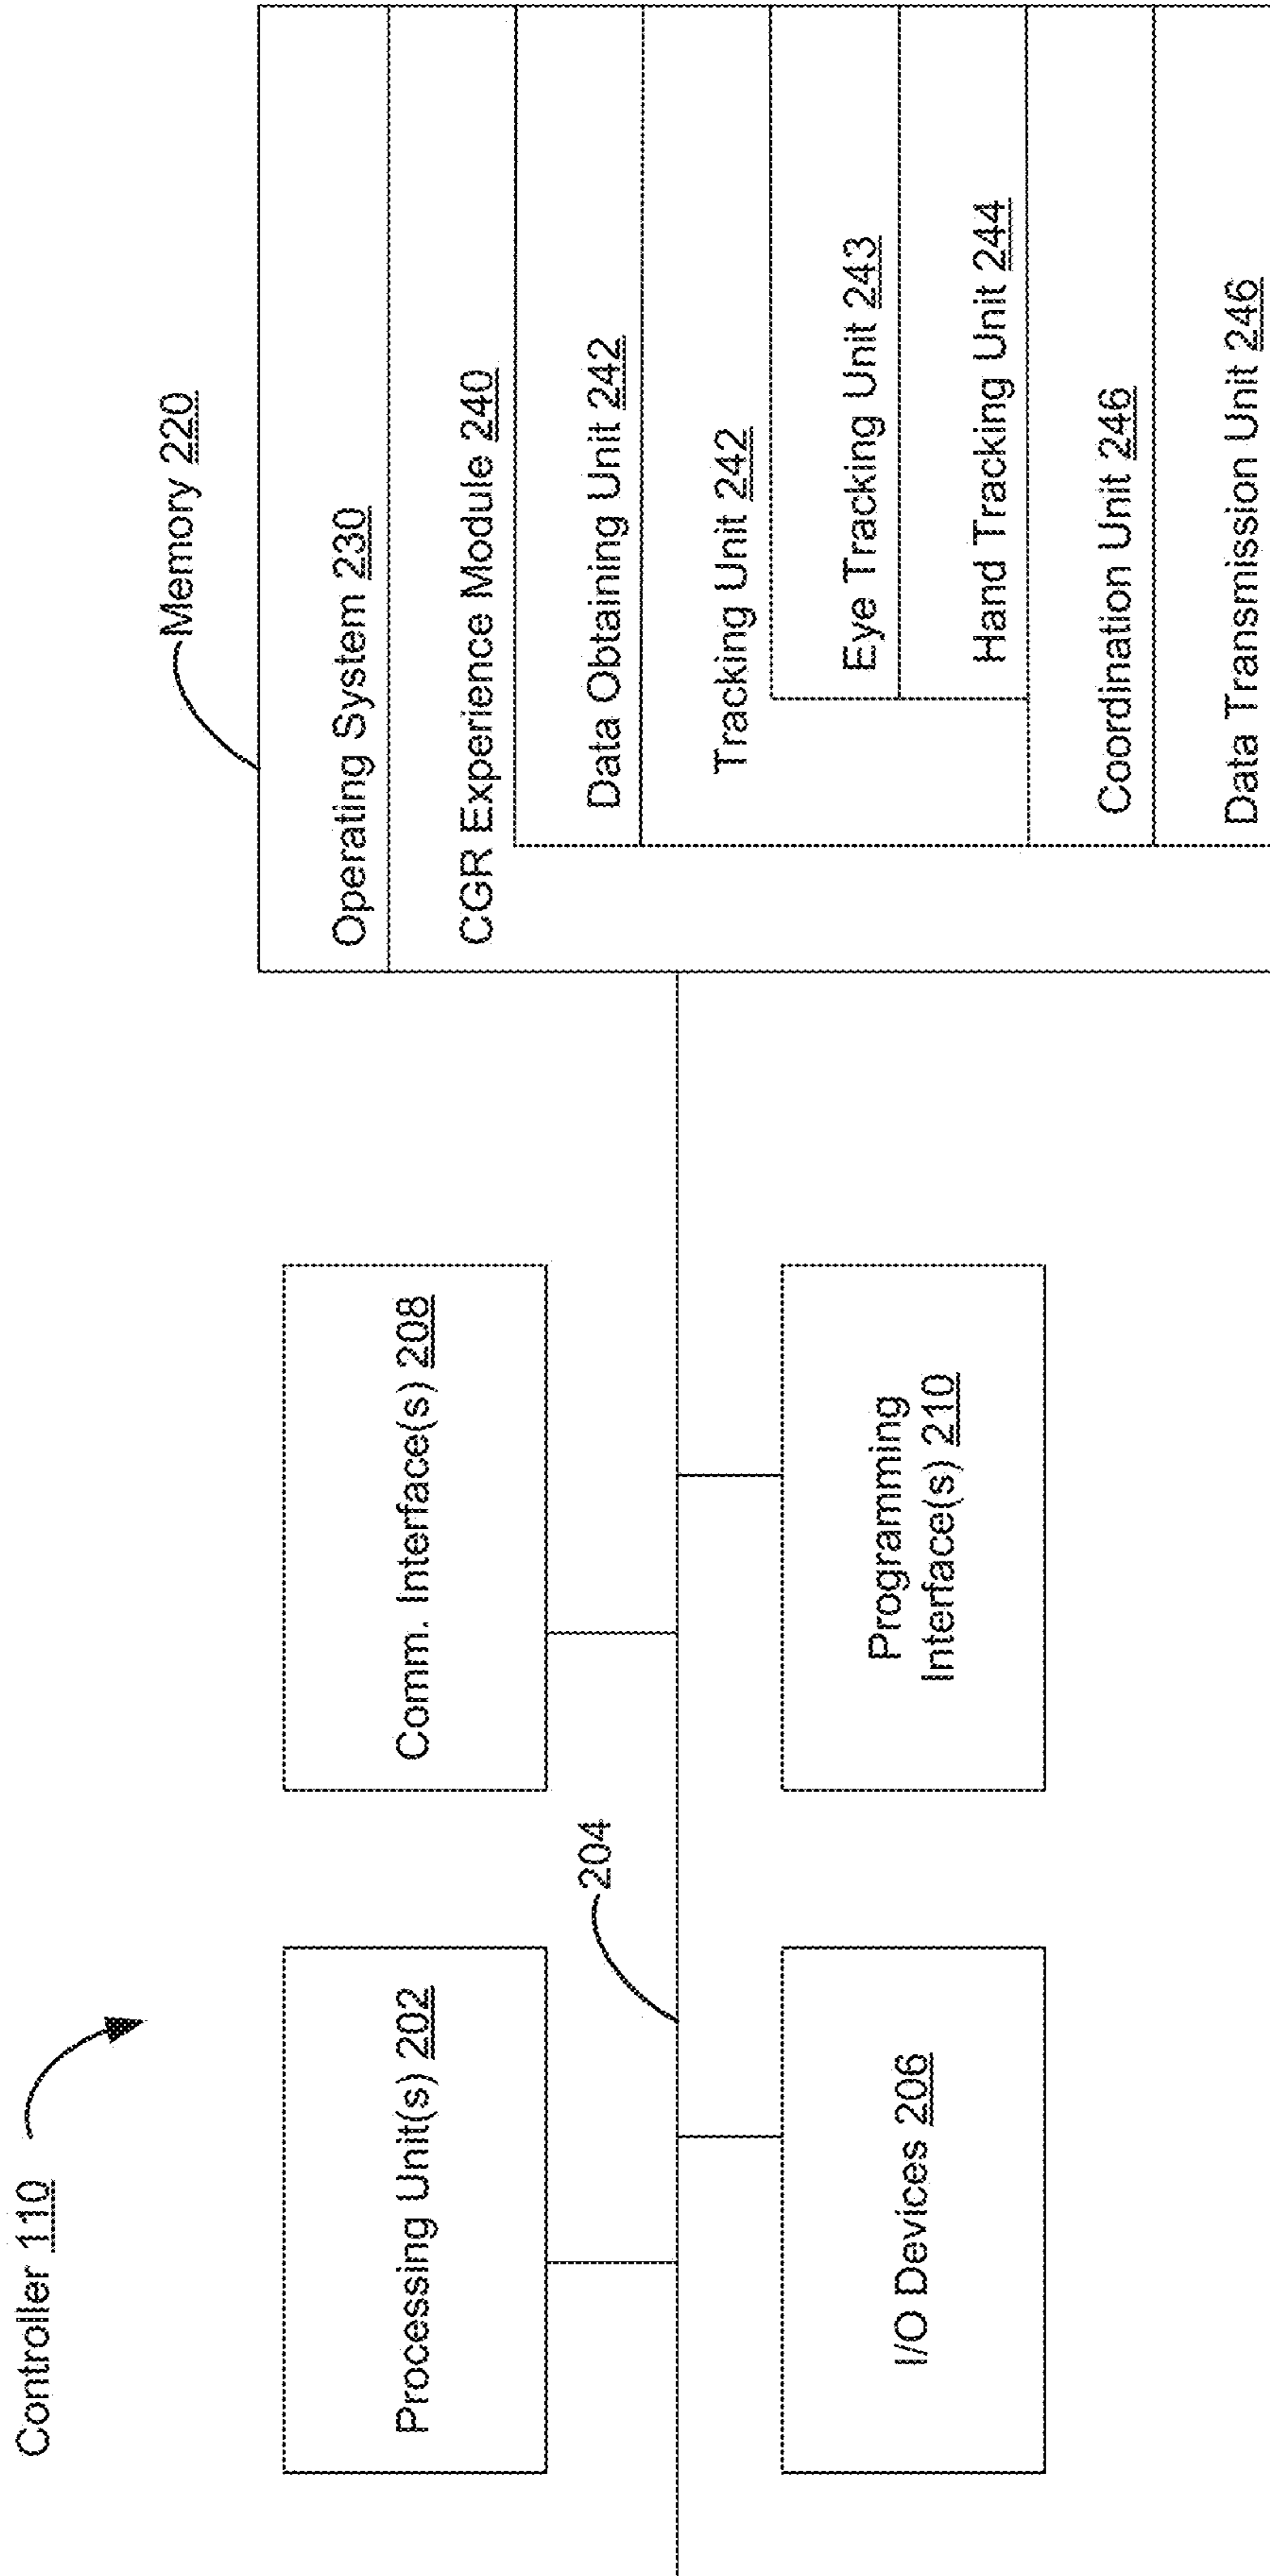 Controller 110
Processing Unit(s) 202
Comm. Interface(s) 208
204
I/O Devices 206
Programming
Interface(s) 210
Memory 220
Operating System 230
CGR Experience Module 240
Data Obtaining Unit 242
Tracking Unit 242
Eye Tracking Unit 243
Hand Tracking Unit 244
Coordination Unit 246
Data Transmission Unit 246